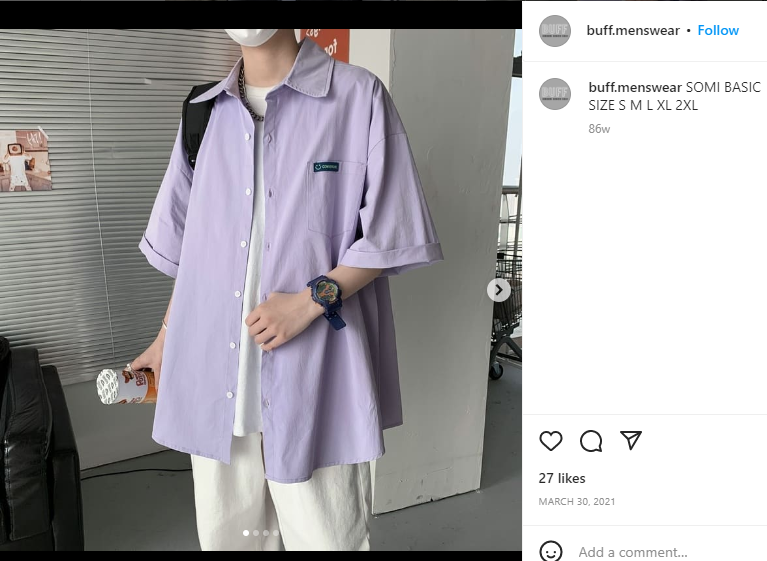 buff.menswear • Follow
buff.menswear SOMI BASIC
SIZE S M L XL 2XL
86w
27 likes
MARCH 30, 2021
Add a comment...